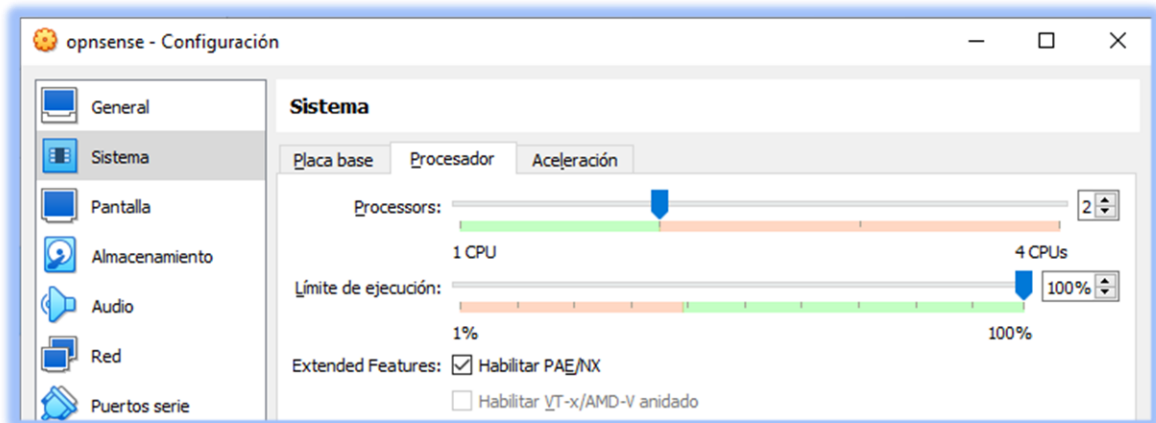 opnsense - Configuración
General
Sistema
Pantalla
Almacenamiento
Audio
Red
Puertos serie
Sistema
Placa base Procesador Aceleración
Processors: 2
1 CPU 4 CPUs
Límite de ejecución: 100%
1% 100%
Extended Features: Habilitar PAE/NX
Habilitar VT-x/AMD-V anidado